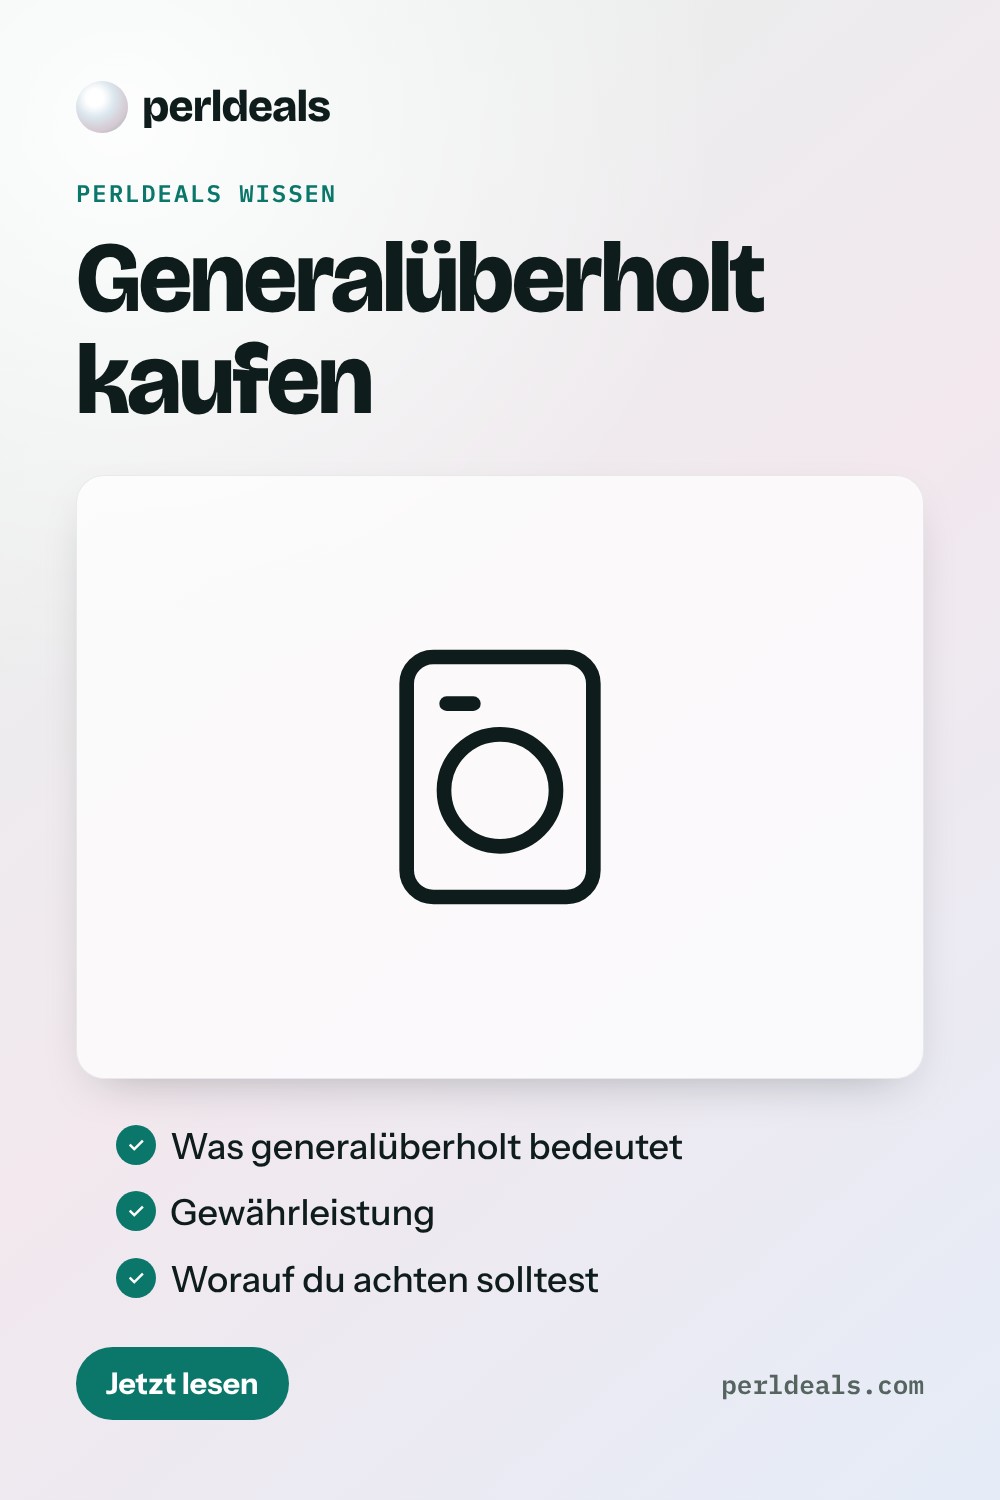 perldeals
PERLDEALS WISSEN
Generalüberholt
kaufen
Was generalüberholt bedeutet
Gewährleistung
Worauf du achten solltest
Jetzt lesen
perldeals.com